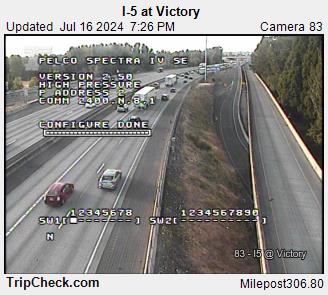 I-5 at Victory
Updated Jul 16 2024 7:26 PM Camera 83
PELCO SPECTRA IV SE
VERSION 2.50
HIGH PRESSURE
P ADDRESS 2
COMM 2400,N,8,1
CONFIGURE DONE
12345678 1234567890
SW1[ ] SW2[ ]
N
83 - I5 @ Victory
TripCheck.com Milepost306.80